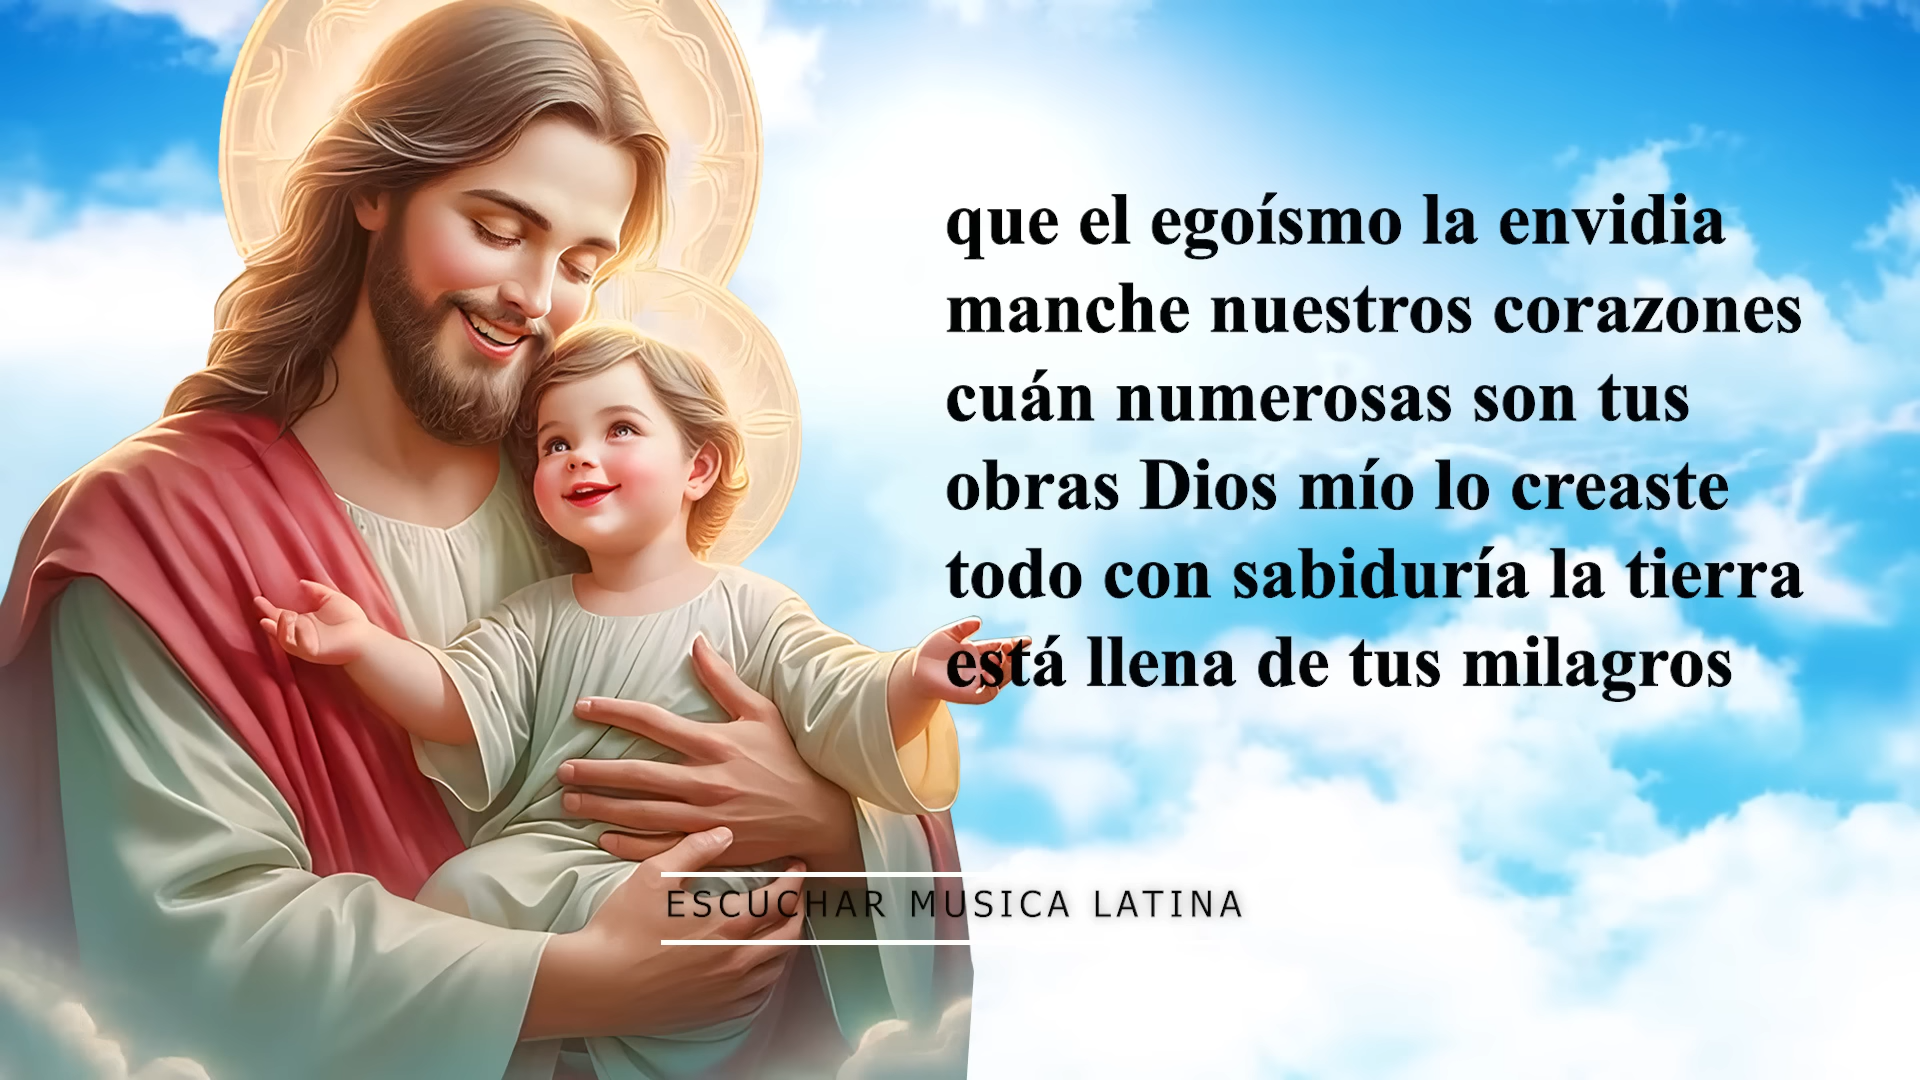 que el egoísmo la envidia
manche nuestros corazones
cuán numerosas son tus
obras Dios mío lo creaste
todo con sabiduría la tierra
está llena de tus milagros
ESCUCHAR MUSICA LATINA